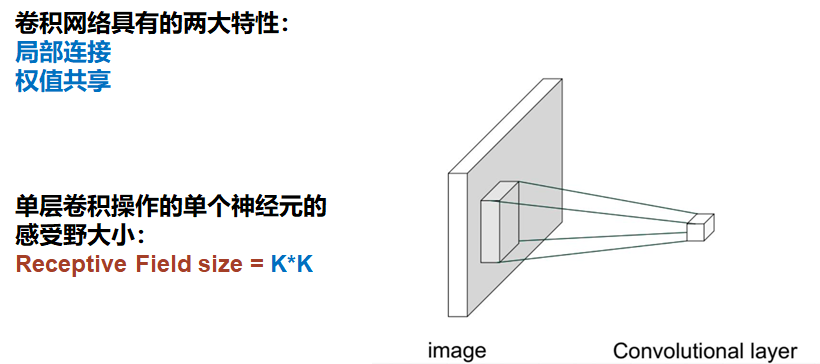 卷积网络具有的两大特性：
局部连接
权值共享
单层卷积操作的单个神经元的
感受野大小：
Receptive Field size = K*K
image
Convolutional layer